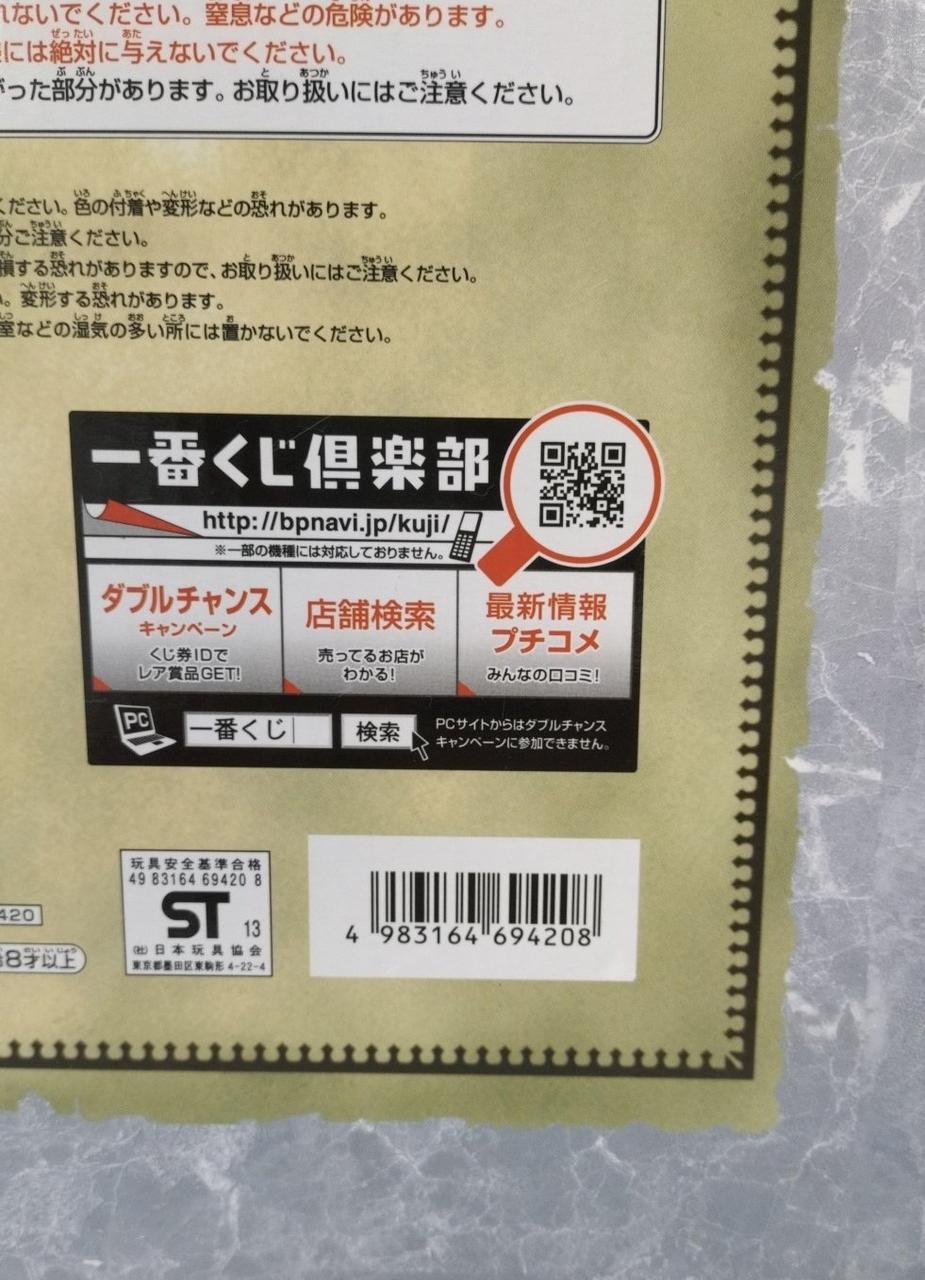 れないでください。窒息などの危険があります。
には絶対に与えないでください。
がった部分があります。お取り扱いにはご注意ください。
ください。色の付着や変形などの恐れがあります。
分ご注意ください。
損する恐れがありますので、お取り扱いにはご注意ください。
い。変形する恐れがあります。
室などの湿気の多い所には置かないでください。
一番くじ倶楽部
http://bpnavi.jp/kuji/
※一部の機種には対応しておりません。
ダブルチャンス
キャンペーン
くじ券IDで
レア賞品GET!
店舗検索
売ってるお店が
わかる!
最新情報
プチコメ
みんなの口コミ!
PC
一番くじ
検索
PCサイトからはダブルチャンス
キャンペーンに参加できません。
420
8才以上
玩具安全基準合格
49 83164 69420 8
ST 13
(社)日本玩具協会
東京都墨田区東駒形 4-22-4
4 983164 694208